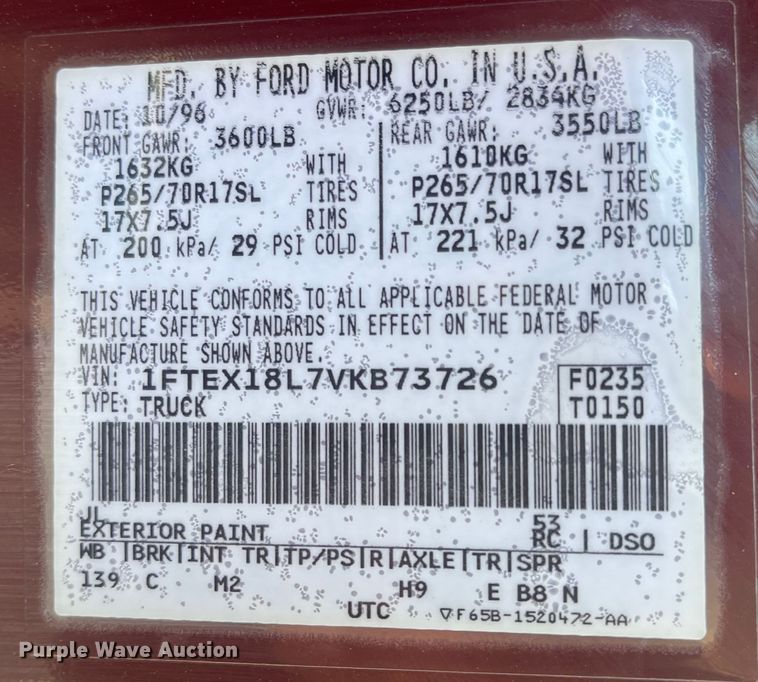 MFD. BY FORD MOTOR CO. IN U.S.A.
DATE: 10/96 GVWR: 6250LB/ 2834KG
FRONT GAWR: 3600LB REAR GAWR: 3550LB
1632KG WITH 1610KG WITH
P265/70R17SL TIRES P265/70R17SL TIRES
17X7.5J RIMS 17X7.5J RIMS
AT 200 kPa/ 29 PSI COLD AT 221 kPa/ 32 PSI COLD
THIS VEHICLE CONFORMS TO ALL APPLICABLE FEDERAL MOTOR
VEHICLE SAFETY STANDARDS IN EFFECT ON THE DATE OF
MANUFACTURE SHOWN ABOVE.
VIN: 1FTEX18L7VKB73726 F0235
TYPE: TRUCK T0150
JL 53
EXTERIOR PAINT RC | DSO
WB |BRK|INT TR|TP/PS|R|AXLE|TR|SPR
139 C M2 H9 E B8 N
UTC ▽F65B-1520472-AA
Purple Wave Auction